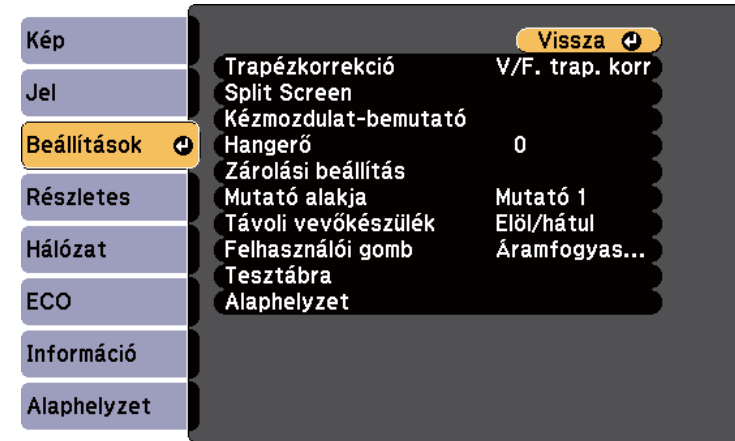 Kép
Jel
Beállítások
Részletes
Hálózat
ECO
Információ
Alaphelyzet
Vissza
Trapézkorrekció V/F. trap. korr
Split Screen
Kézmozdulat-bemutató
Hangerő 0
Zárolási beállítás
Mutató alakja Mutató 1
Távoli vevőkészülék Elöl/hátul
Felhasználói gomb Áramfogyas...
Tesztábra
Alaphelyzet